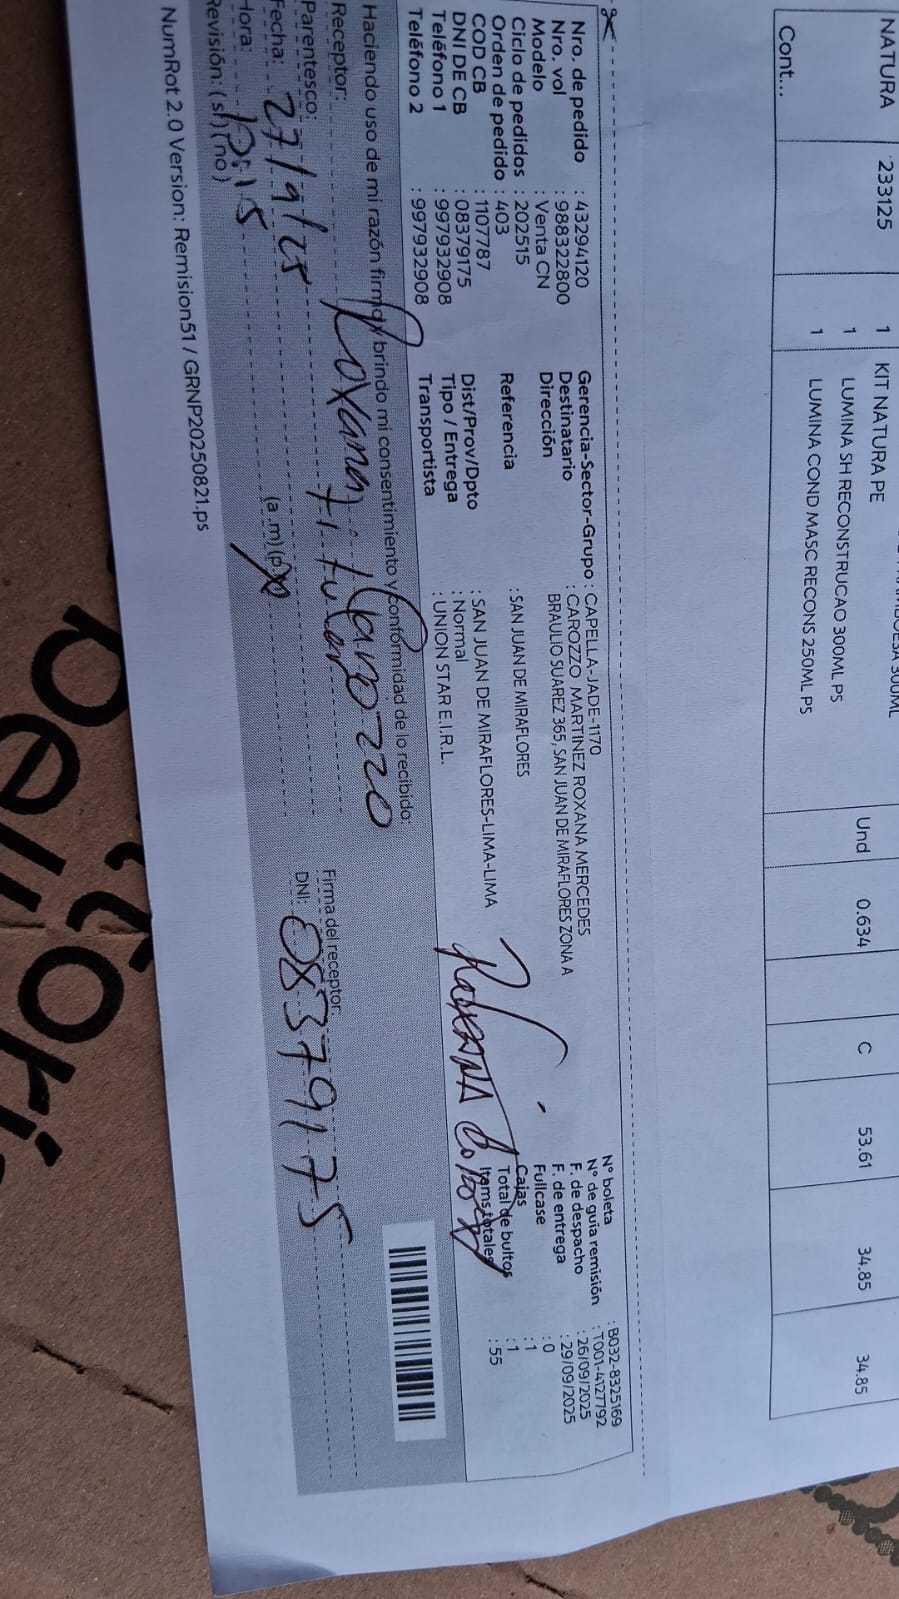 NATURA 233125 1 KIT NATURA PE Und 0.634 C 53.61 34.85 34.85
1 LUMINA SH RECONSTRUCAO 300ML PS
1 LUMINA COND MASC RECONS 250ML PS
Cont...
Nro. de pedido : 43294120
Nro. vol : 988322800
Modelo : Venta CN
Ciclo de pedidos : 202515
Orden de pedido : 403
COD CB : 1107787
DNI DE CB : 08379175
Teléfono 1 : 997932908
Teléfono 2 : 997932908
Gerencia-Sector-Grupo : CAPELLA-JADE-1170
Destinatario : CAROZZO MARTINEZ ROXANA MERCEDES
Dirección BRAULIO SUAREZ 365, SAN JUAN DE MIRAFLORES ZONA A
Referencia : SAN JUAN DE MIRAFLORES
Dist/Prov/Dpto : SAN JUAN DE MIRAFLORES-LIMA-LIMA
Tipo / Entrega : Normal
Transportista : UNION STAR E.I.R.L.
N° boleta : B032-8325169
N° de guía remisión : T001-4127792
F. de despacho : 26/09/2025
F. de entrega : 29/09/2025
Fullcase : 0
Cajas : 1
Total de bultos : 1
Items totales : 55
Haciendo uso de mi razón firmo y brindo mi consentimiento y conformidad de lo recibido:
Receptor: Roxana Carozzo
Parentesco: titular
Fecha: 27/9/25
Hora: (a.m)
Revisión: (si) (no)
Firma del receptor:
DNI: 08379175
NumRot 2.0 Version: Remision51 / GRNP20250821.ps